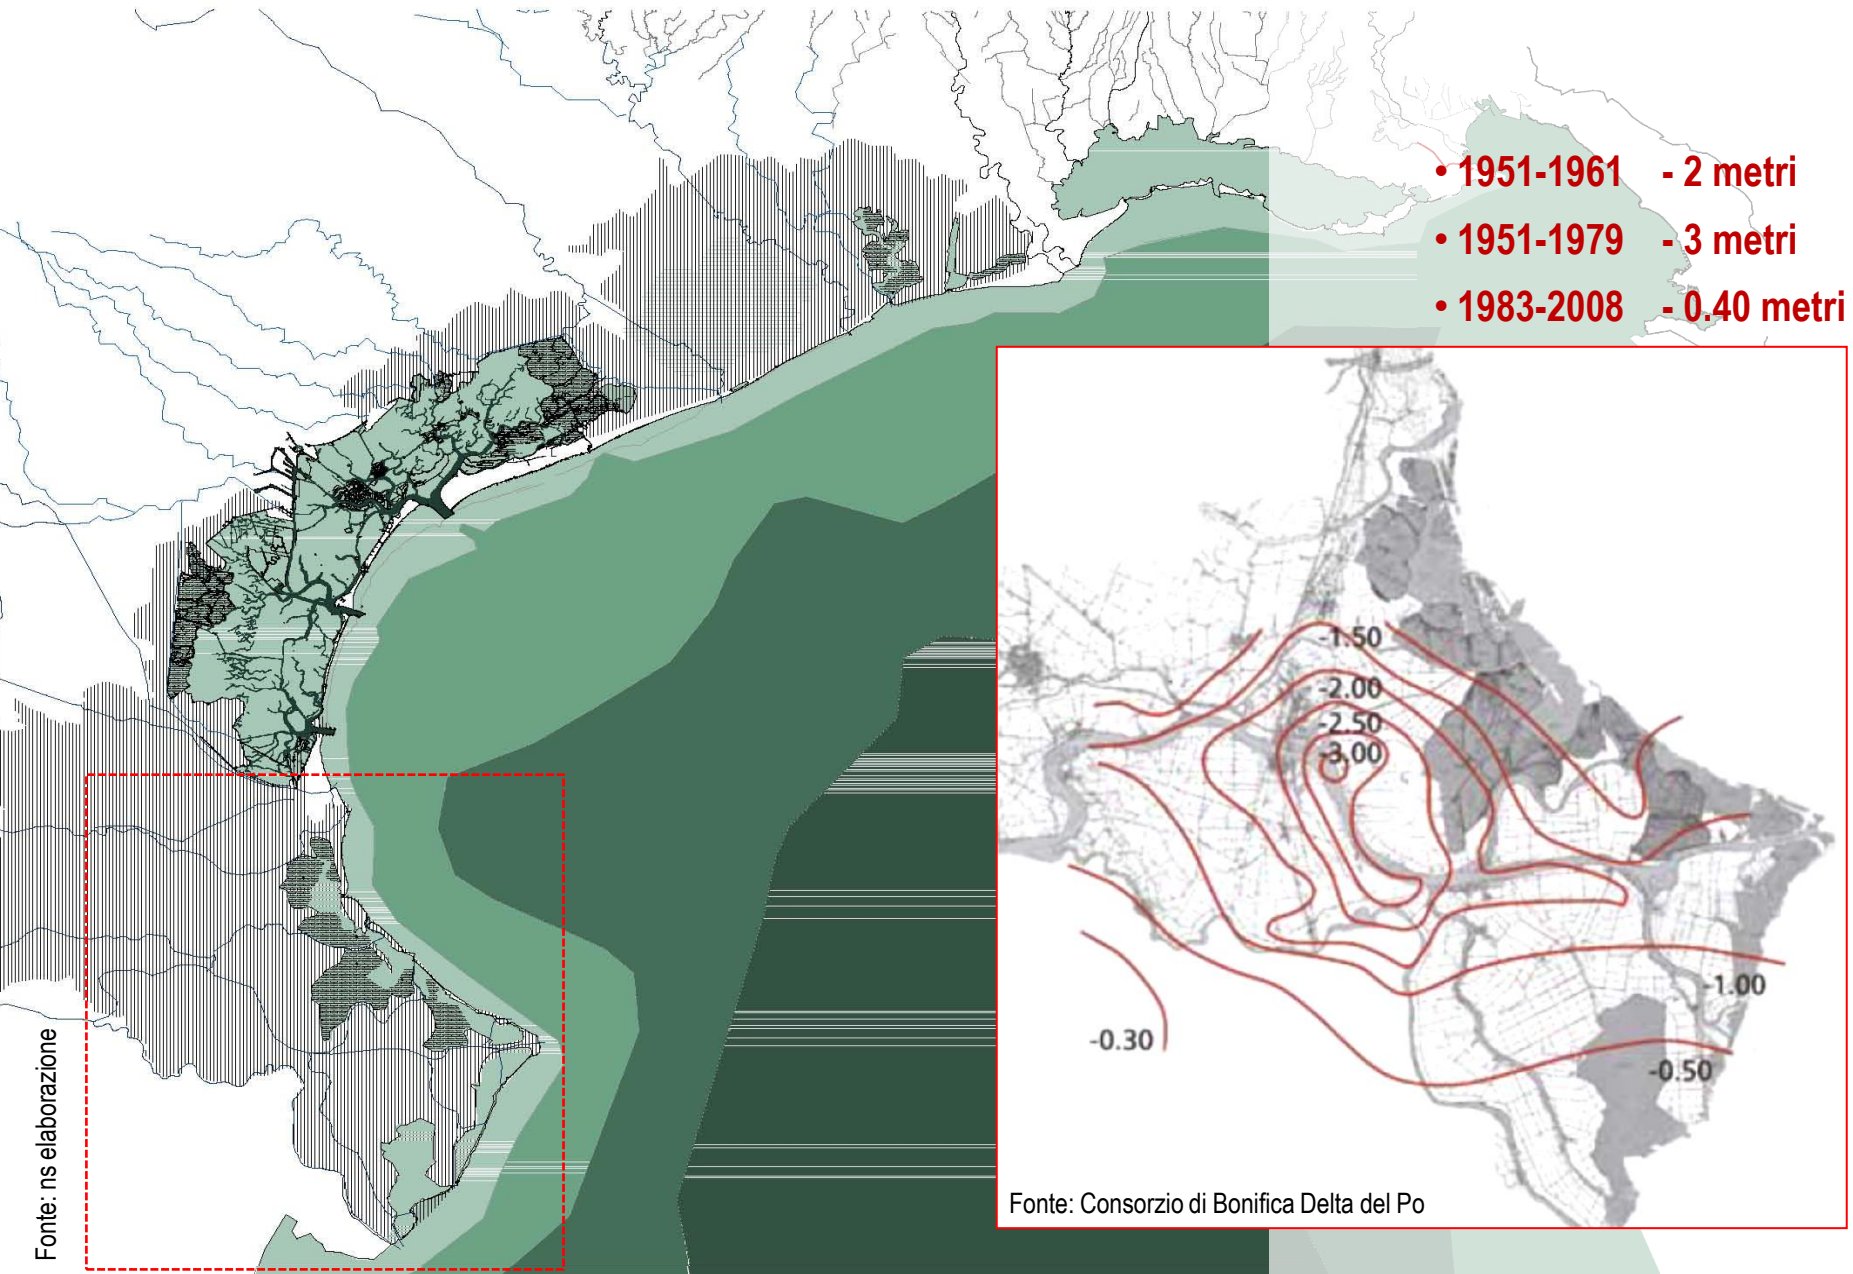 • 1951-1961 - 2 metri
• 1951-1979 - 3 metri
• 1983-2008 - 0.40 metri
-1.50
-2.00
-2.50
-3.00
-1.00
-0.30
-0.50
Fonte: Consorzio di Bonifica Delta del Po
Fonte: ns elaborazione